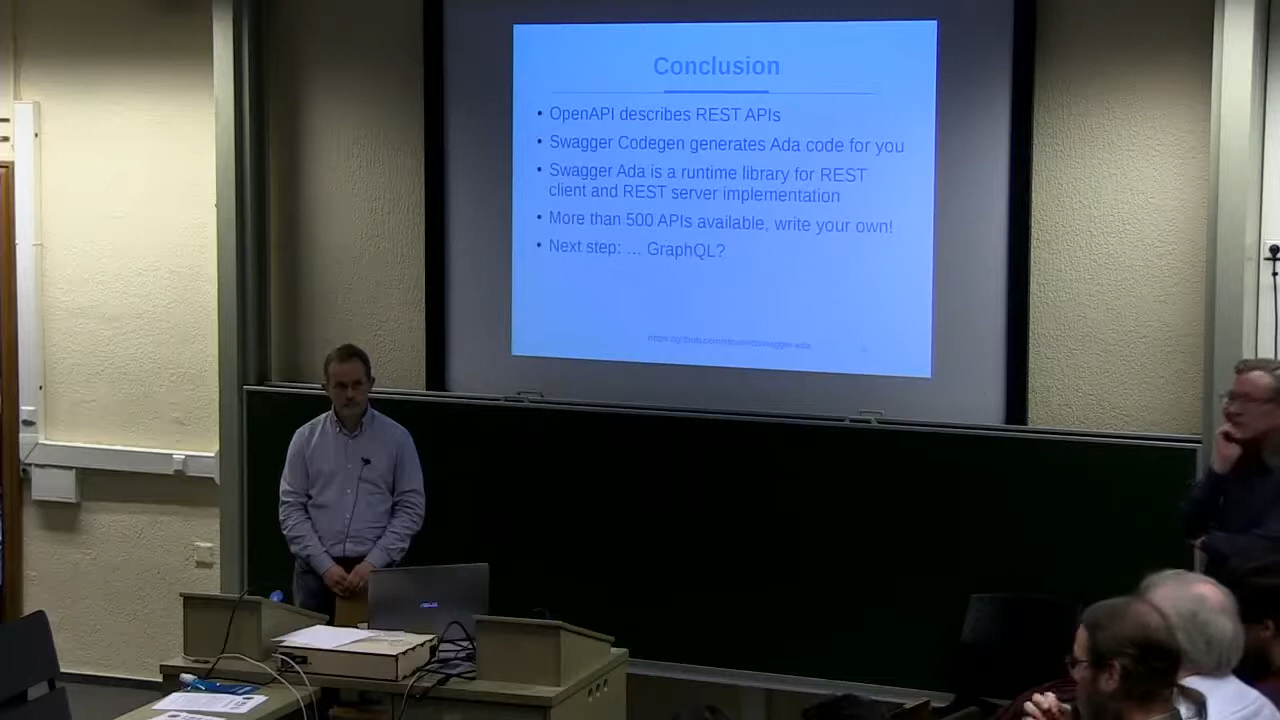 Conclusion
• OpenAPI describes REST APIs
• Swagger Codegen generates Ada code for you
• Swagger Ada is a runtime library for REST
client and REST server implementation
• More than 500 APIs available, write your own!
• Next step: … GraphQL?
ASUS